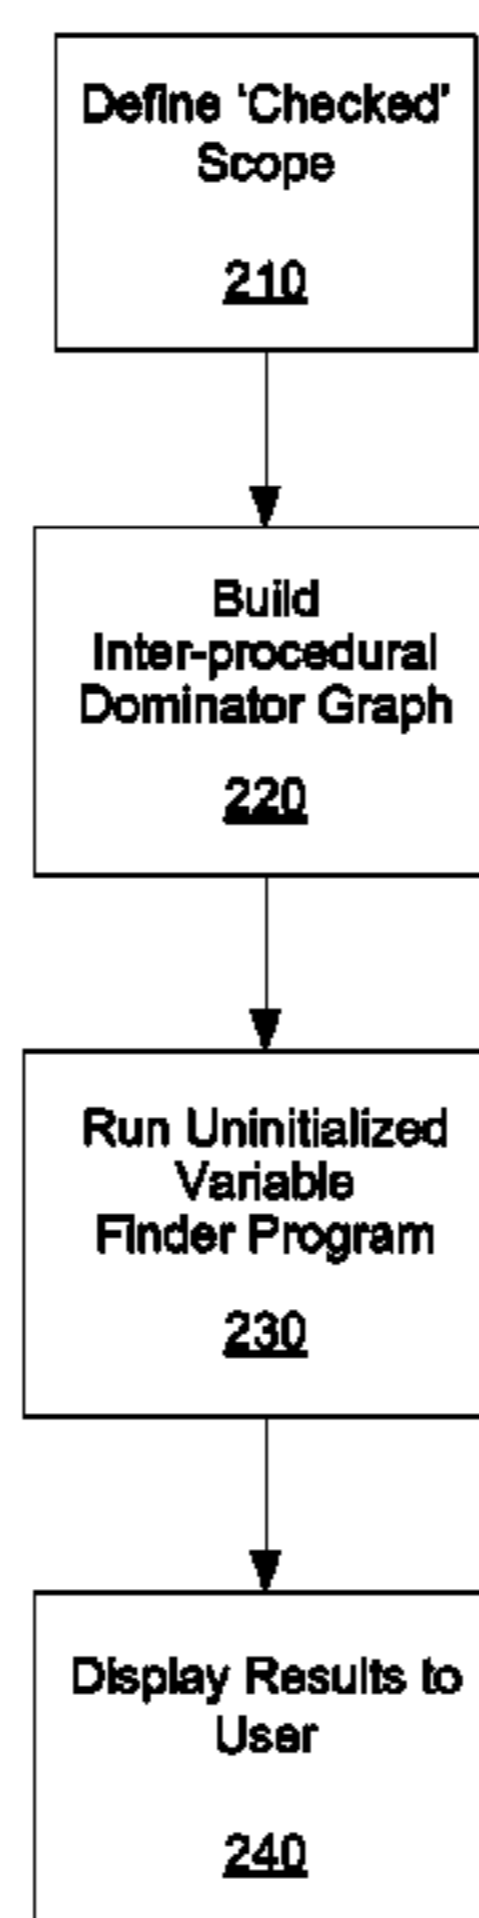 Define ‘Checked’
Scope
210
Build
Inter-procedural
Dominator Graph
220
Run Uninitialized
Variable
Finder Program
230
Display Results to
User
240